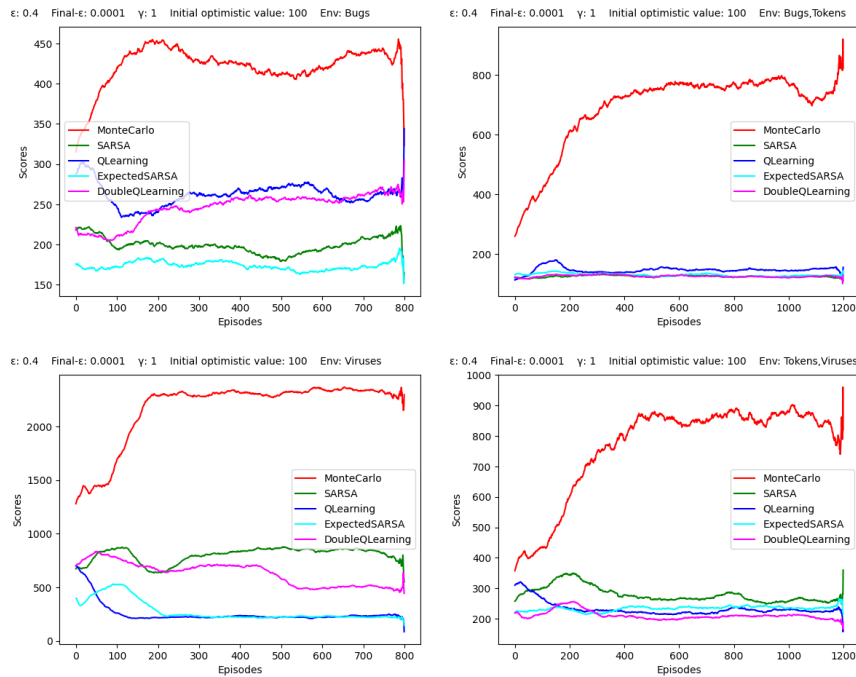 ε: 0.4 Final-ε: 0.0001 γ: 1 Initial optimistic value: 100 Env: Bugs
450
400
350
300
250
200
150
Scores
MonteCarlo
SARSA
QLearning
ExpectedSARSA
DoubleQLearning
0 100 200 300 400 500 600 700 800
Episodes
ε: 0.4 Final-ε: 0.0001 γ: 1 Initial optimistic value: 100 Env: Bugs,Tokens
800
600
400
200
Scores
MonteCarlo
SARSA
QLearning
ExpectedSARSA
DoubleQLearning
0 200 400 600 800 1000 1200
Episodes
ε: 0.4 Final-ε: 0.0001 γ: 1 Initial optimistic value: 100 Env: Viruses
2000
1500
1000
500
0
Scores
MonteCarlo
SARSA
QLearning
ExpectedSARSA
DoubleQLearning
0 100 200 300 400 500 600 700 800
Episodes
ε: 0.4 Final-ε: 0.0001 γ: 1 Initial optimistic value: 100 Env: Tokens,Viruses
1000
900
800
700
600
500
400
300
200
Scores
MonteCarlo
SARSA
QLearning
ExpectedSARSA
DoubleQLearning
0 200 400 600 800 1000 1200
Episodes